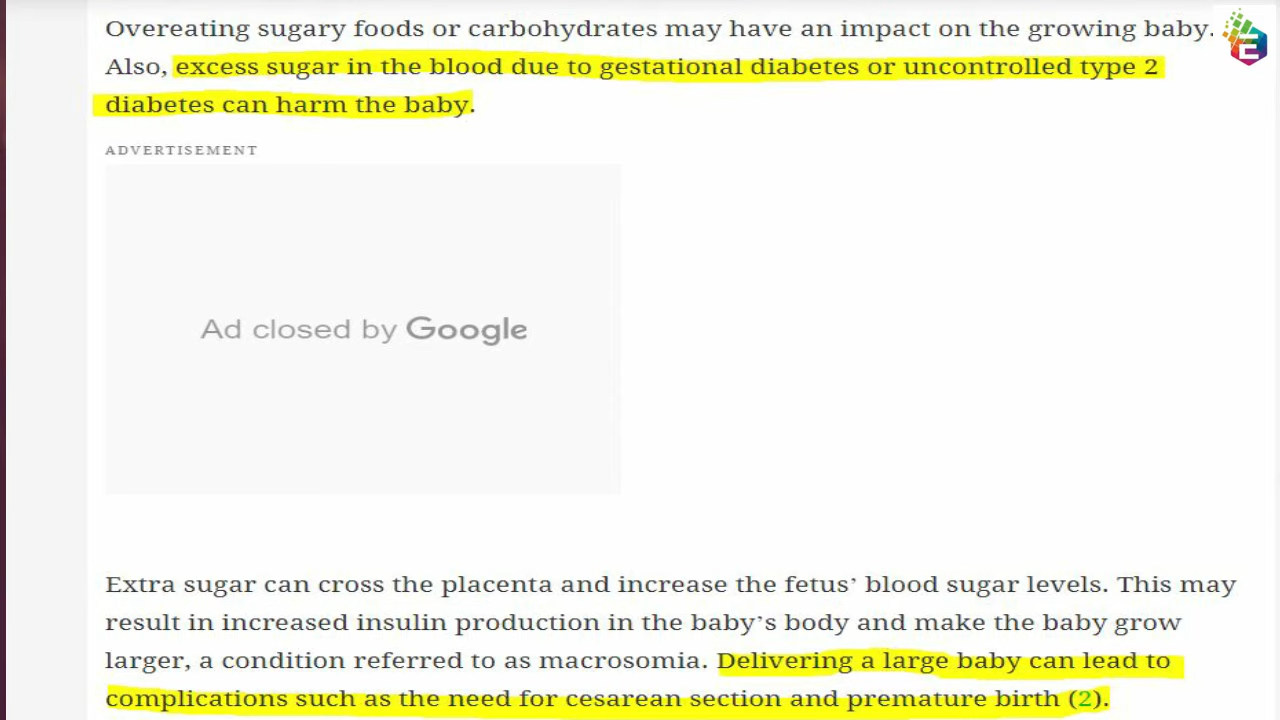 Overeating sugary foods or carbohydrates may have an impact on the growing baby.
Also, excess sugar in the blood due to gestational diabetes or uncontrolled type 2
diabetes can harm the baby.
ADVERTISEMENT
Ad closed by Google
Extra sugar can cross the placenta and increase the fetus’ blood sugar levels. This may
result in increased insulin production in the baby’s body and make the baby grow
larger, a condition referred to as macrosomia. Delivering a large baby can lead to
complications such as the need for cesarean section and premature birth (2).
E